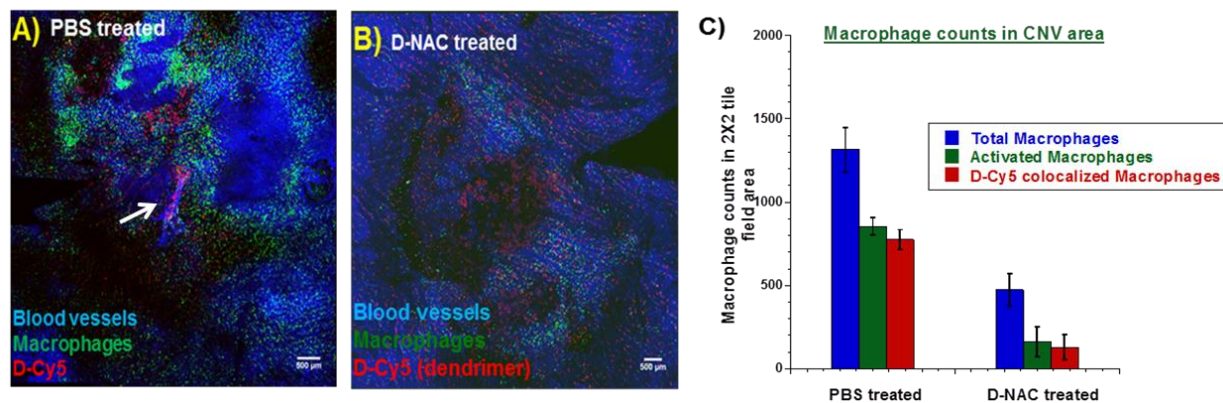 A) PBS treated
Blood vessels
Macrophages
D-Cy5
500 µm
B) D-NAC treated
Blood vessels
Macrophages
D-Cy5 (dendrimer)
500 µm
C)
Macrophage counts in CNV area
Macrophage counts in 2X2 tile
field area
2000
1500
1000
500
0
Total Macrophages
Activated Macrophages
D-Cy5 colocalized Macrophages
PBS treated
D-NAC treated